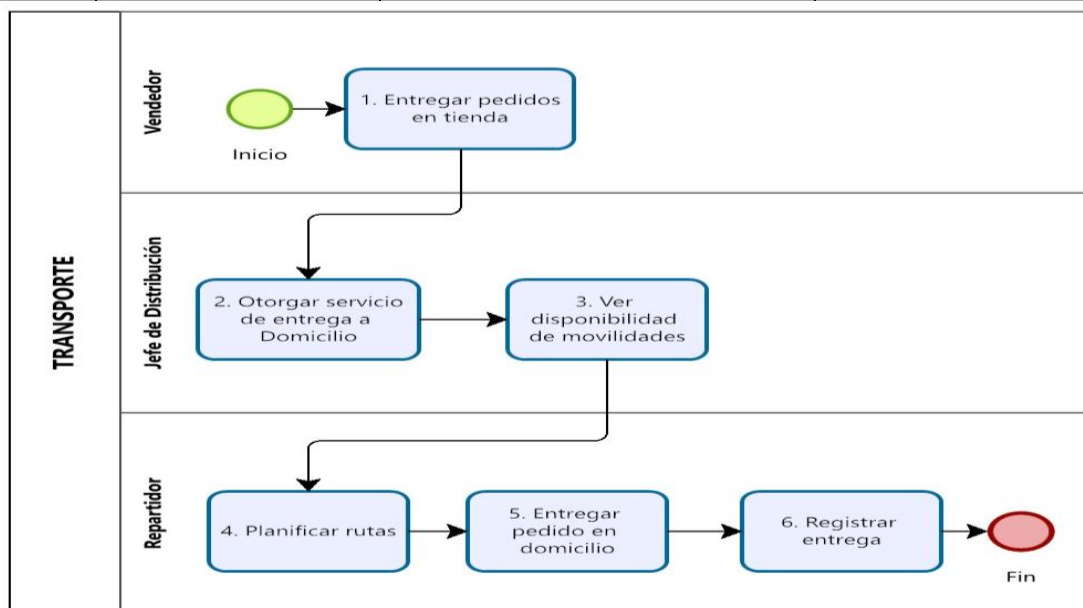 TRANSPORTE
Vendedor
Inicio
1. Entregar pedidos
en tienda
Jefe de Distribución
2. Otorgar servicio
de entrega a
Domicilio
3. Ver
disponibilidad
de movilidades
Repartidor
4. Planificar rutas
5. Entregar
pedido en
domicilio
6. Registrar
entrega
Fin